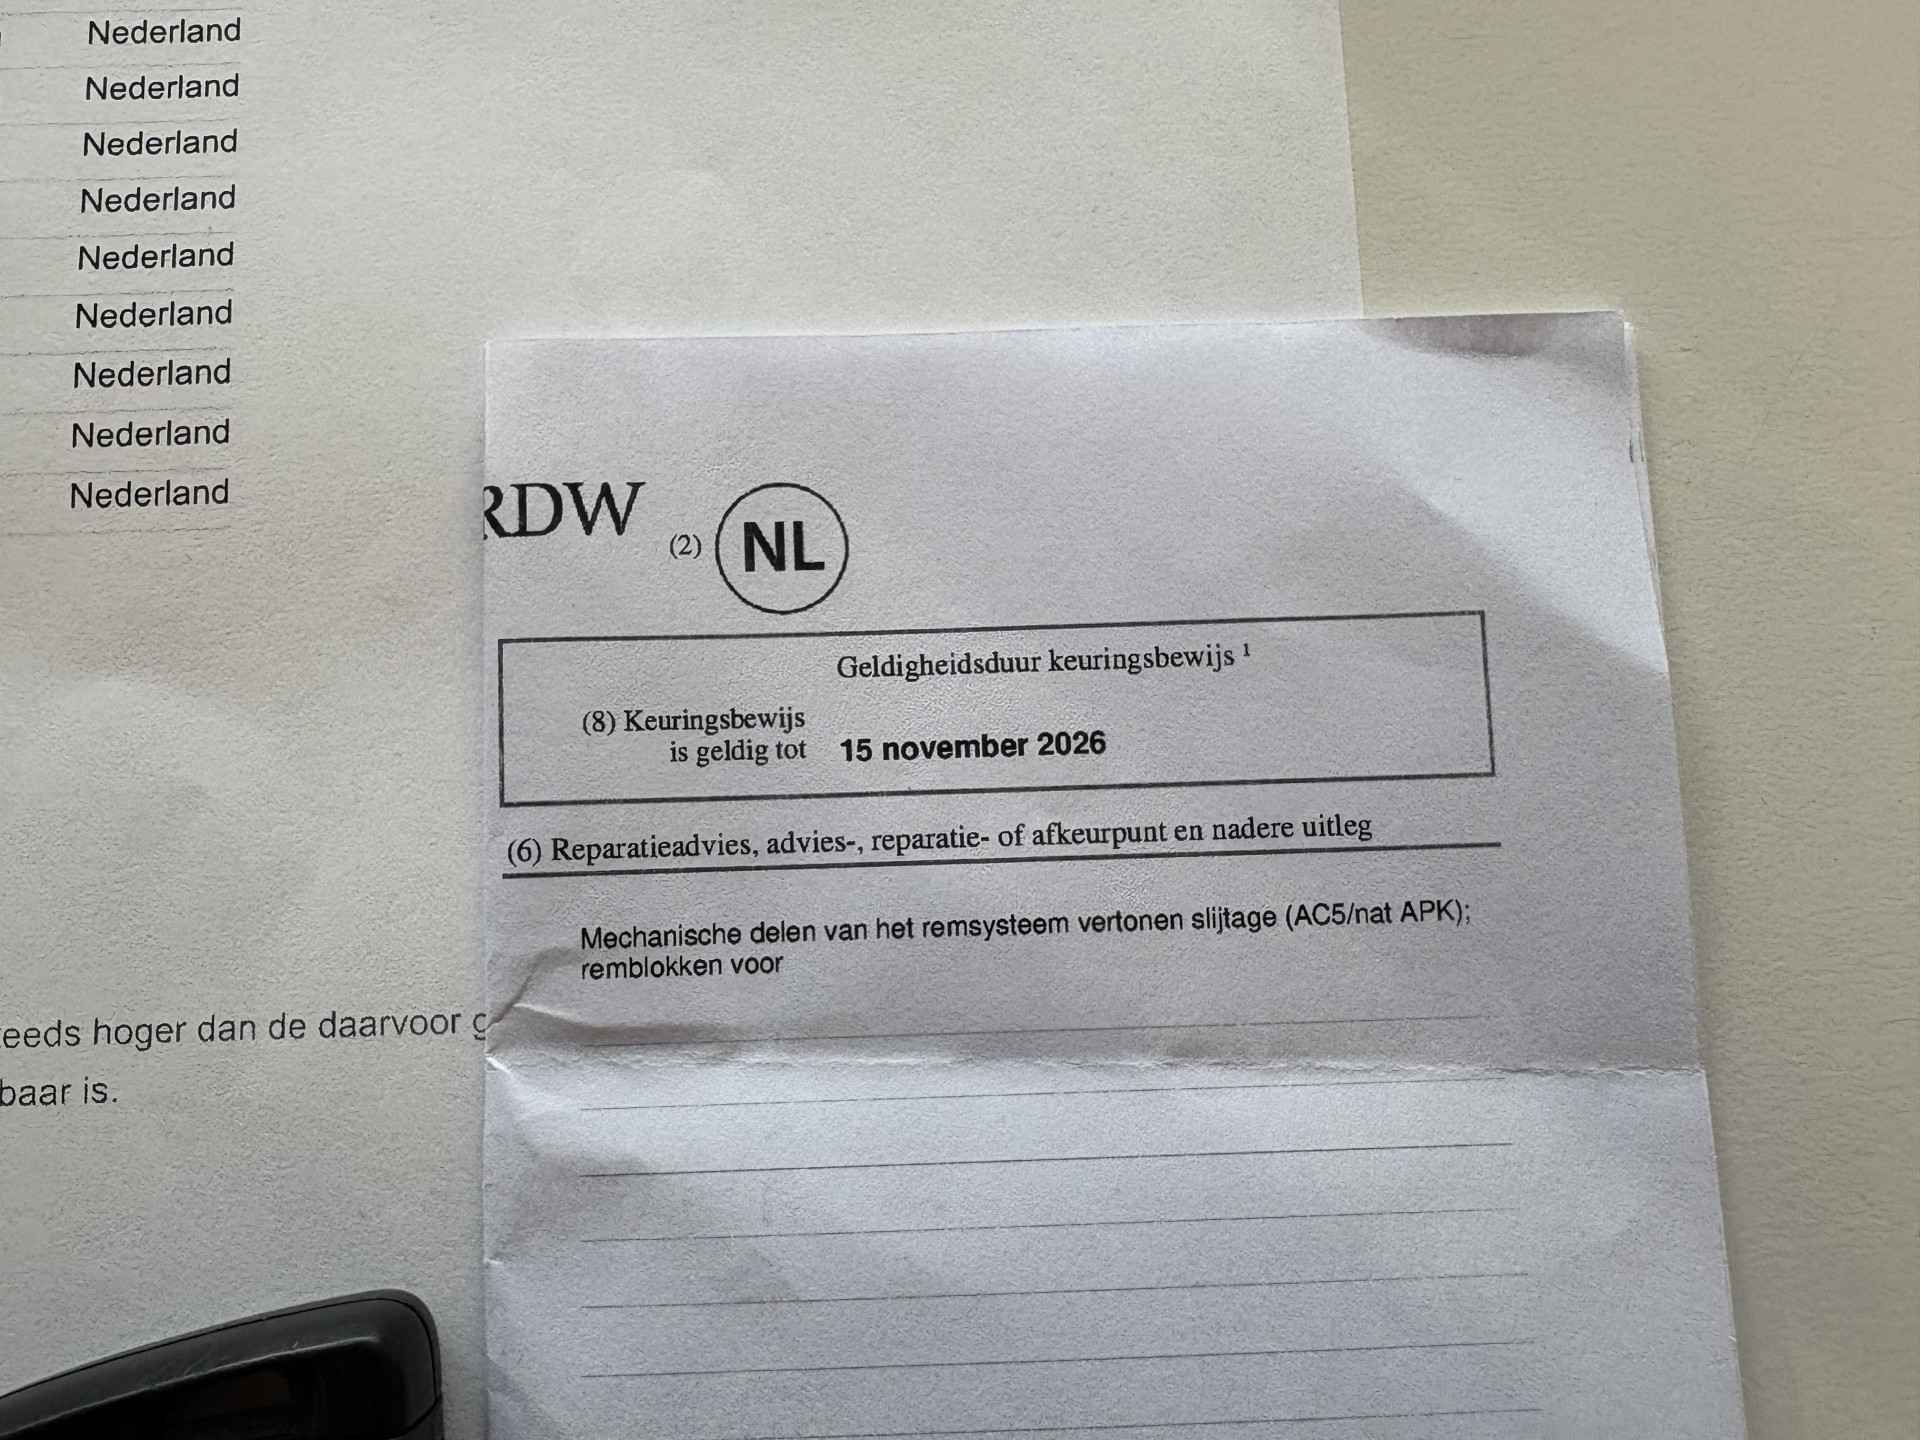 Nederland
Nederland
Nederland
Nederland
Nederland
Nederland
Nederland
Nederland
Nederland
RDW
(2) NL
Geldigheidsduur keuringsbewijs 1
(8) Keuringsbewijs
is geldig tot 15 november 2026
(6) Reparatieadvies, advies-, reparatie- of afkeurpunt en nadere uitleg
Mechanische delen van het remsysteem vertonen slijtage (AC5/nat APK);
remblokken voor
eeds hoger dan de daarvoor g
baar is.